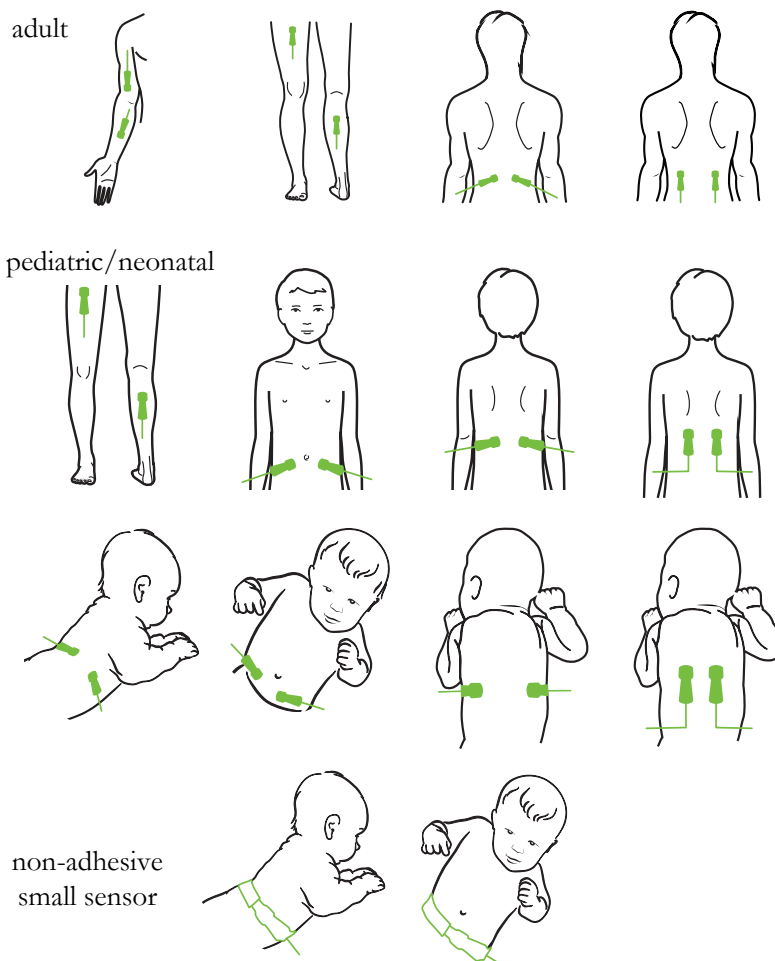 adult
pediatric/neonatal
non-adhesive
small sensor